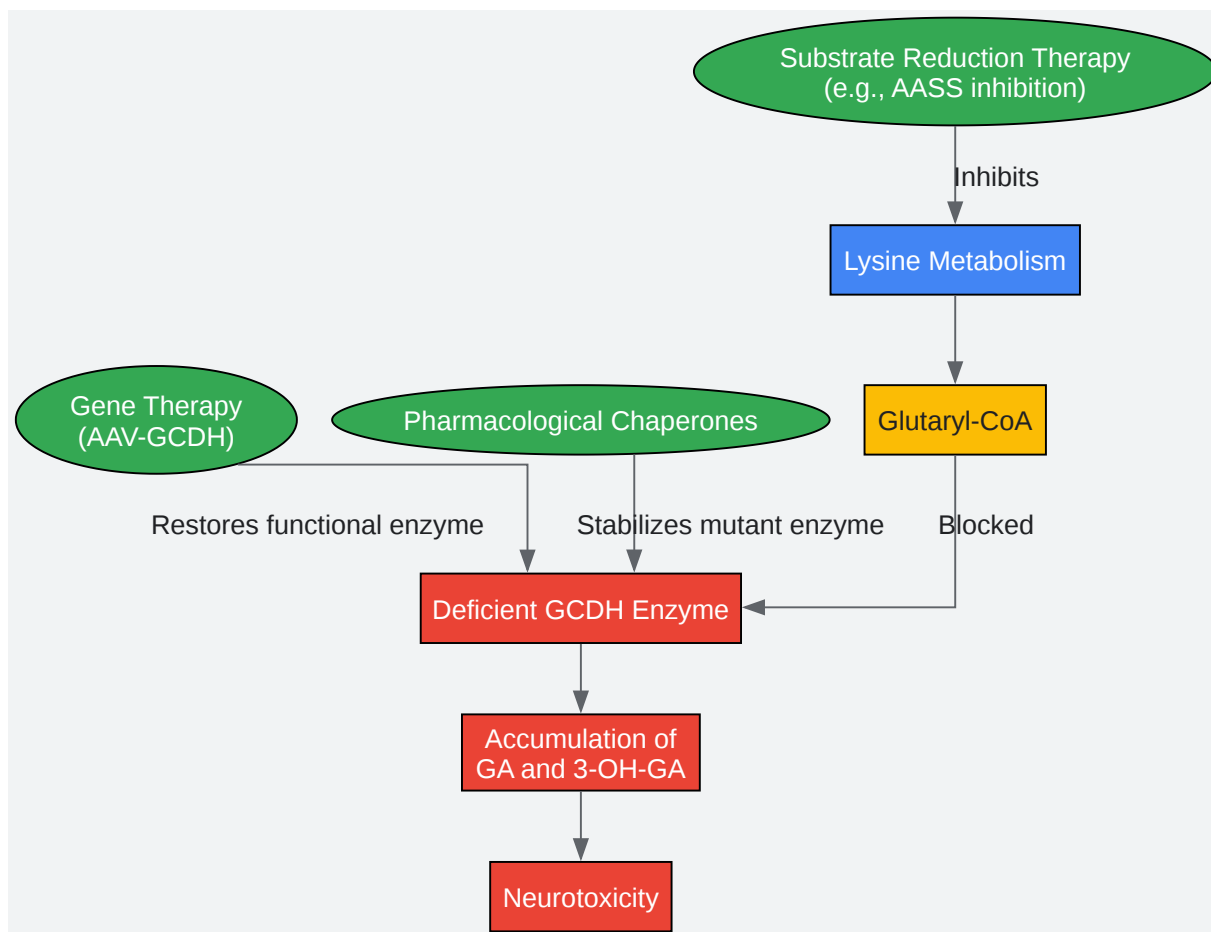 Substrate Reduction Therapy
(e.g., AASS inhibition)
Inhibits
Lysine Metabolism
Gene Therapy
(AAV-GCDH)
Pharmacological Chaperones
Glutaryl-CoA
Restores functional enzyme
Stabilizes mutant enzyme
Blocked
Deficient GCDH Enzyme
Accumulation of
GA and 3-OH-GA
Neurotoxicity